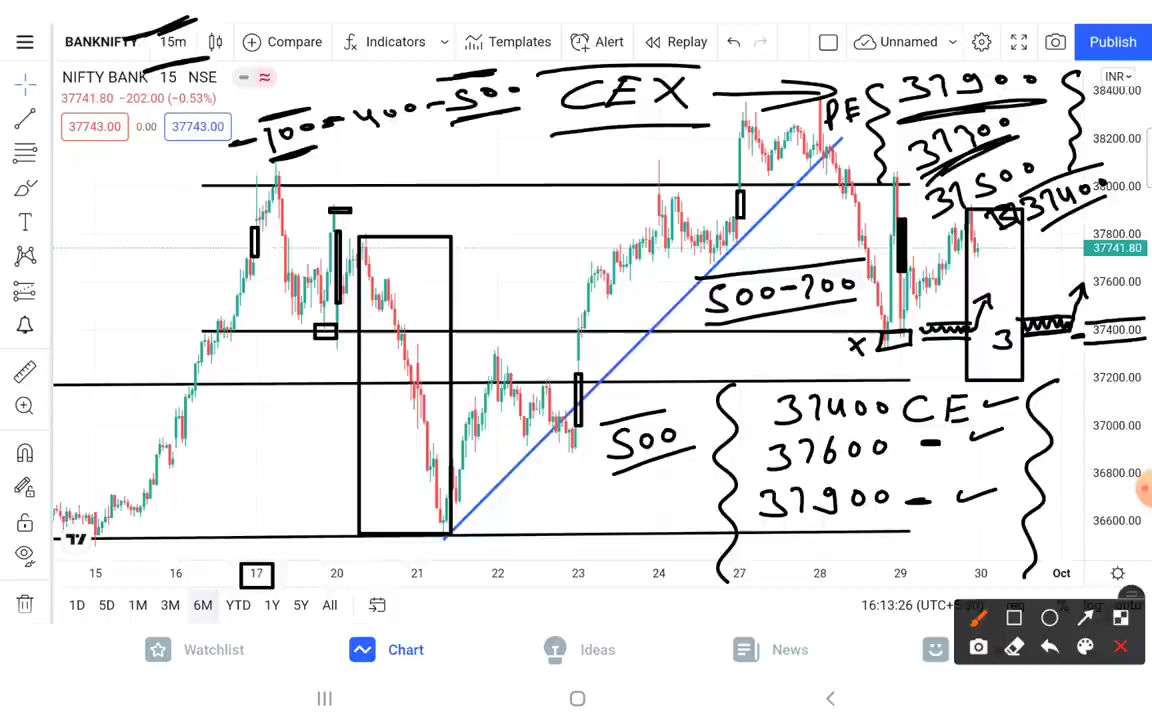 BANKNIFTY 15m Compare Indicators Templates Alert Replay Unnamed Publish
NIFTY BANK 15 NSE
37741.80 −202.00 (−0.53%)
37743.00 0.00 37743.00
INR
38400.00
38200.00
38000.00
37800.00
37741.80
37600.00
37400.00
37200.00
37000.00
36800.00
36600.00
400-500 CEX
PE
37900
37700
37500
37400
500-700
X
3
500
37400 CE
37600 -
37900 -
15 16 17 20 21 22 23 24 27 28 29 30 Oct
1D 5D 1M 3M 6M YTD 1Y 5Y All
16:13:26 (UTC+5:30)
Watchlist Chart Ideas News